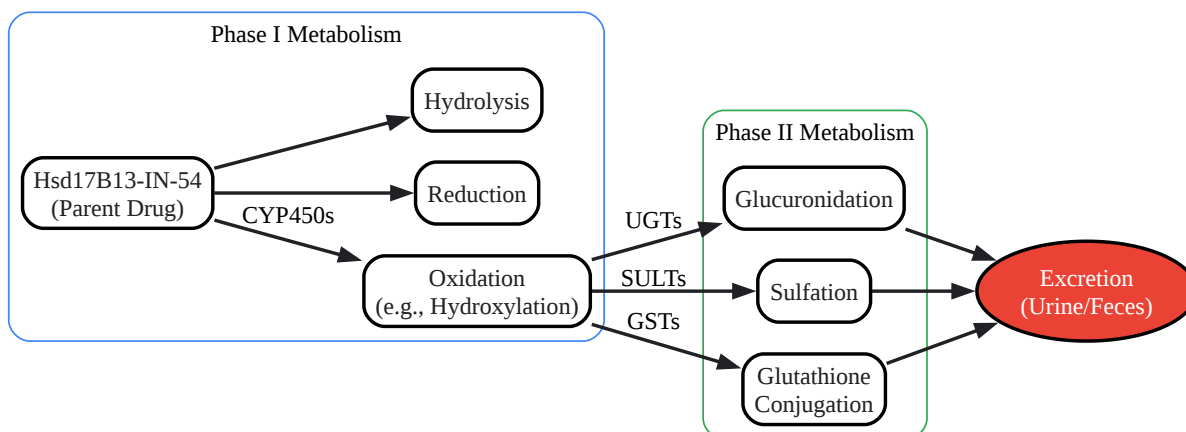 Phase I Metabolism
Hydrolysis
Hsd17B13-IN-54
(Parent Drug)
Reduction
CYP450s
Oxidation
(e.g., Hydroxylation)
Phase II Metabolism
UGTs
Glucuronidation
SULTs
Sulfation
GSTs
Glutathione
Conjugation
Excretion
(Urine/Feces)